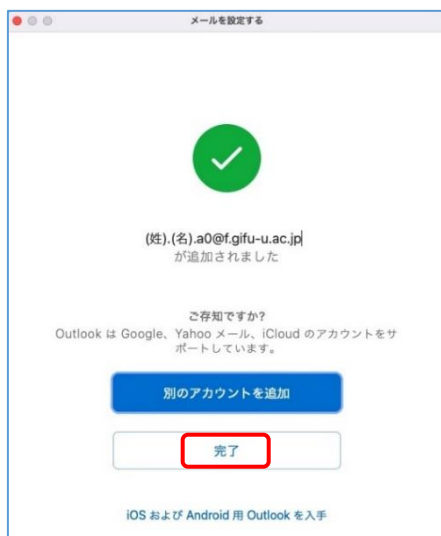 メールを設定する
(姓).(名).a0@f.gifu-u.ac.jp
が追加されました
ご存知ですか?
Outlook は Google、Yahoo メール、iCloud のアカウントをサ
ポートしています。
別のアカウントを追加
完了
iOS および Android 用 Outlook を入手